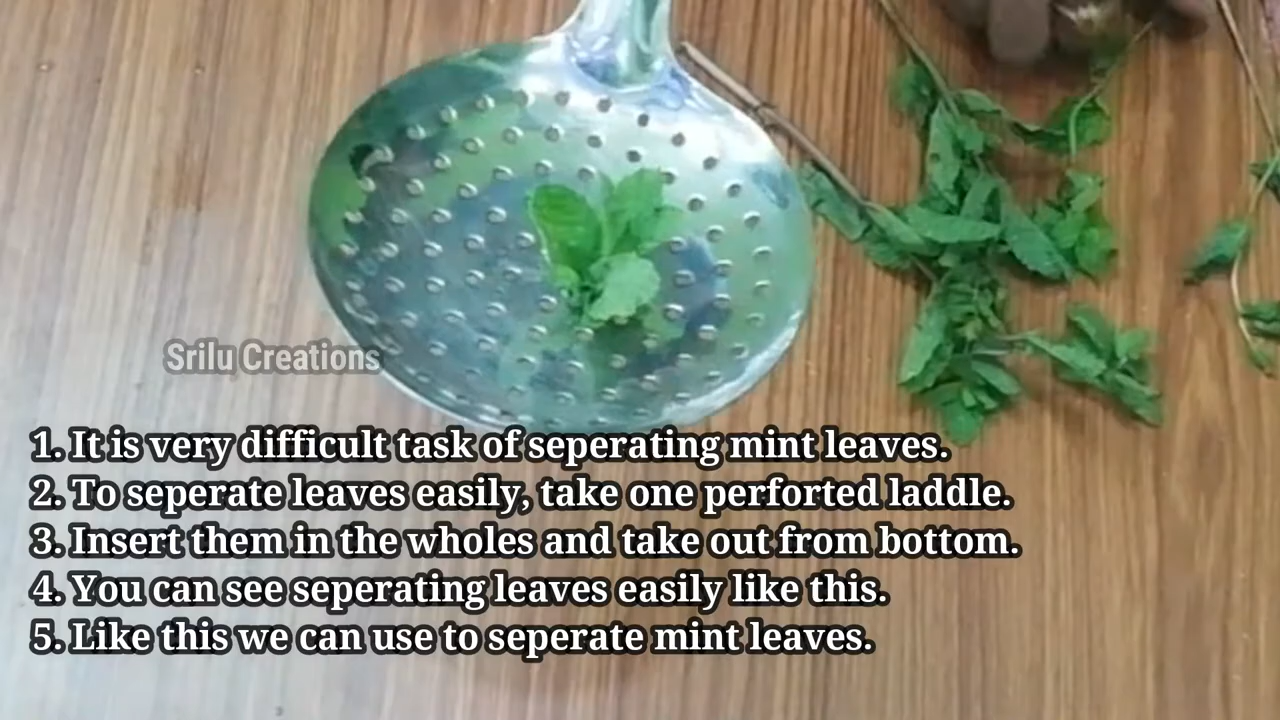 Srilu Creations
1. It is very difficult task of seperating mint leaves.
2. To seperate leaves easily, take one perforted laddle.
3. Insert them in the wholes and take out from bottom.
4. You can see seperating leaves easily like this.
5. Like this we can use to seperate mint leaves.